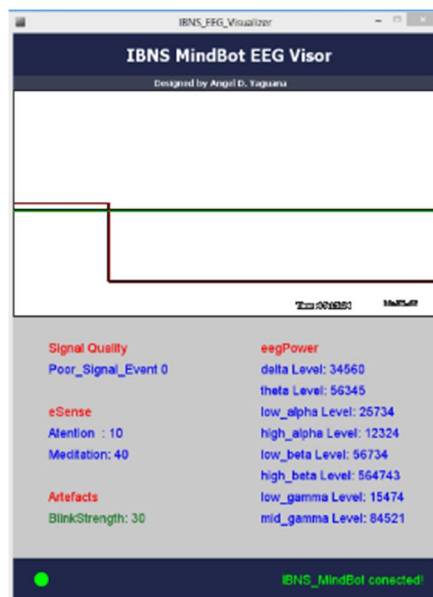 IBNS_EEG_Visualizer
IBNS MindBot EEG Visor
Designed by Angel D. Yaguana
Signal Quality
Poor_Signal_Event 0
eSense
Atention : 10
Meditation: 40
Artefacts
BlinkStrength: 30
eegPower
delta Level: 34560
theta Level: 56345
low_alpha Level: 25734
high_alpha Level: 12324
low_beta Level: 56734
high_beta Level: 564743
low_gamma Level: 15474
mid_gamma Level: 84521
IBNS_MindBot conected!